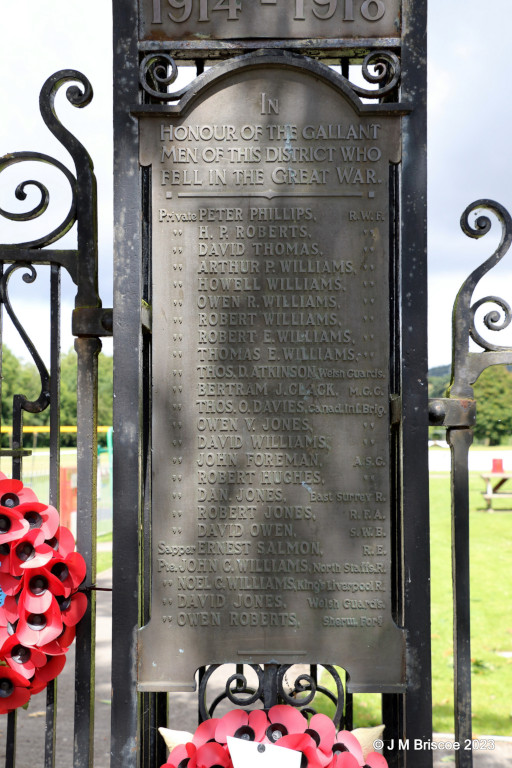 1914 - 1918
IN
HONOUR OF THE GALLANT
MEN OF THIS DISTRICT WHO
FELL IN THE GREAT WAR.
Private PETER PHILLIPS. R.W.F.
" H. P. ROBERTS. "
" DAVID THOMAS. "
" ARTHUR P. WILLIAMS. "
" HOWELL WILLIAMS. "
" OWEN R. WILLIAMS. "
" ROBERT WILLIAMS. "
" ROBERT E. WILLIAMS. "
" THOMAS E. WILLIAMS. "
" THOS. D. ATKINSON. Welsh Guards.
" BERTRAM J. CLACK. M.G.C.
" THOS. O. DAVIES. Canad. Inf. Brig.
" OWEN Y. JONES. "
" DAVID WILLIAMS. "
" JOHN FOREMAN. A.S.C.
" ROBERT HUGHES. "
" DAN. JONES. East Surrey R.
" ROBERT JONES. R.F.A.
" DAVID OWEN. S.W.B.
Sapper ERNEST SALMON. R.E.
Pte. JOHN C. WILLIAMS. North Staffs R.
" NOEL G. WILLIAMS. King's Liverpool R.
" DAVID JONES. Welsh Guards.
" OWEN ROBERTS. Sherw. Fors
© J M Briscoe 2023